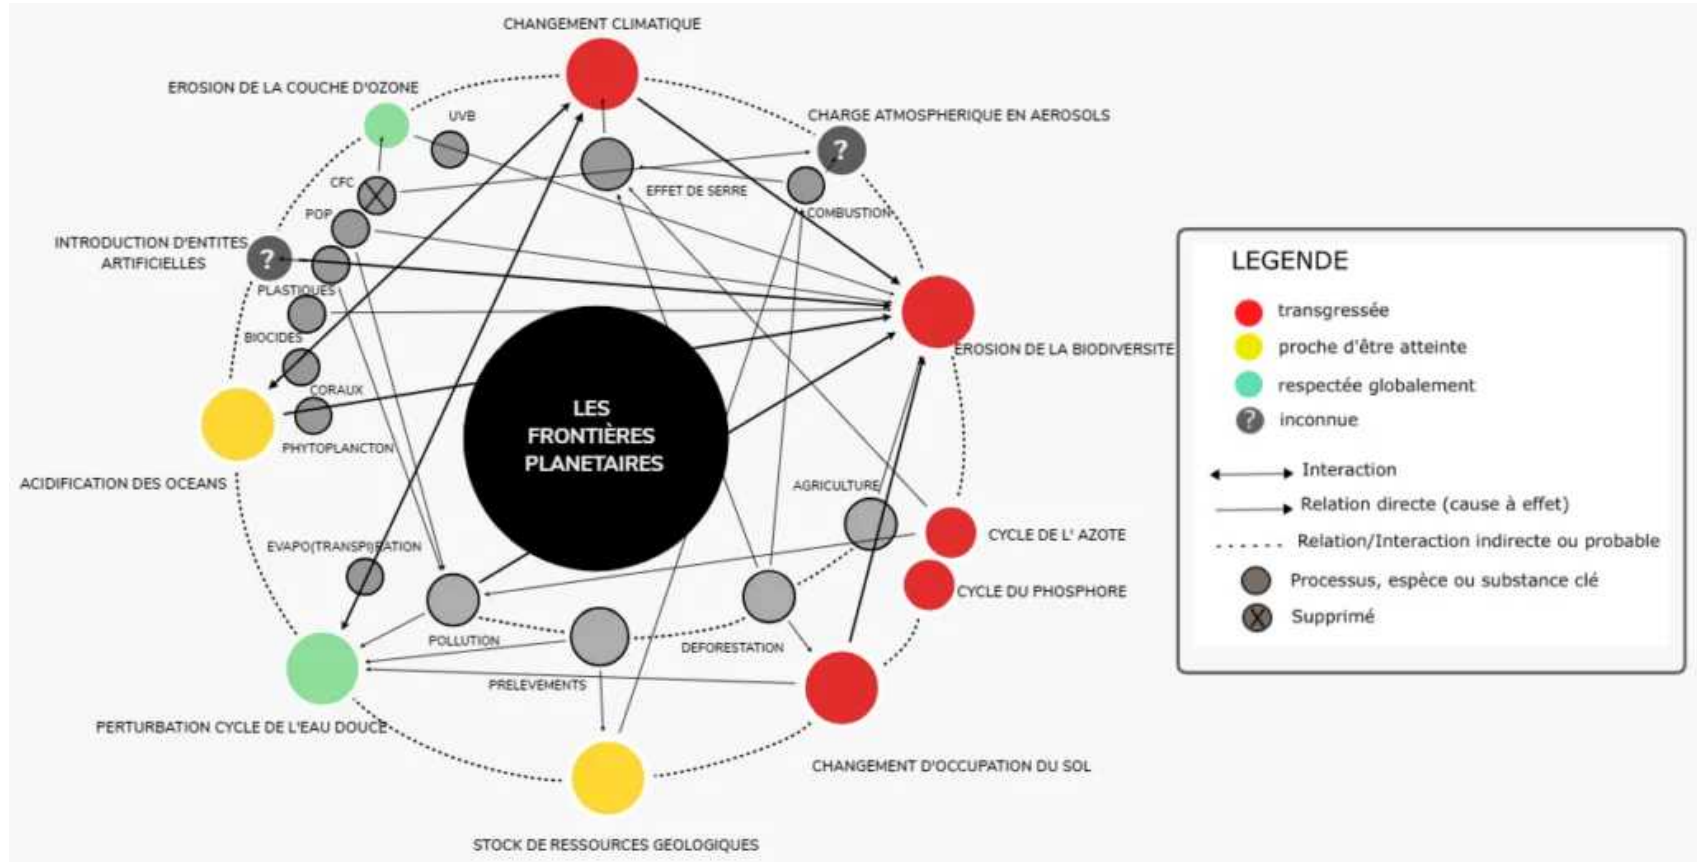 CHANGEMENT CLIMATIQUE
EROSION DE LA COUCHE D'OZONE
UVB
CHARGE ATMOSPHERIQUE EN AEROSOLS
?
CFC
EFFET DE SERRE
COMBUSTION
POP
INTRODUCTION D'ENTITES
ARTIFICIELLES
?
PLASTIQUES
BIOCIDES
EROSION DE LA BIODIVERSITE
CORAUX
PHYTOPLANCTON
ACIDIFICATION DES OCEANS
LES
FRONTIÈRES
PLANETAIRES
AGRICULTURE
CYCLE DE L' AZOTE
EVAPO(TRANSPI)RATION
CYCLE DU PHOSPHORE
POLLUTION
DEFORESTATION
PRELEVEMENTS
PERTURBATION CYCLE DE L'EAU DOUCE
CHANGEMENT D'OCCUPATION DU SOL
STOCK DE RESSOURCES GEOLOGIQUES
LEGENDE
transgressée
proche d'être atteinte
respectée globalement
? inconnue
Interaction
Relation directe (cause à effet)
Relation/Interaction indirecte ou probable
Processus, espèce ou substance clé
X Supprimé